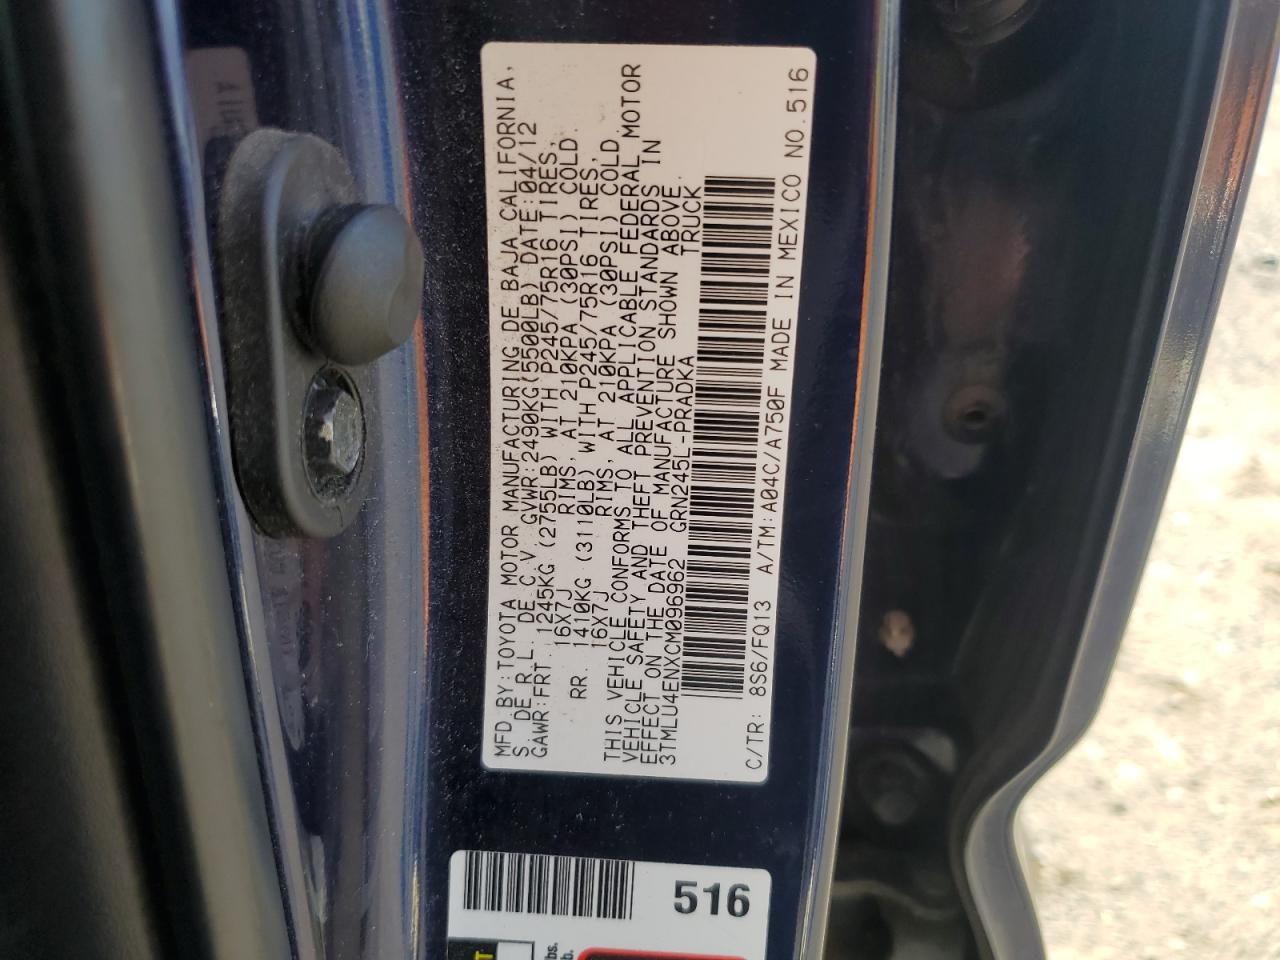 MFD BY:TOYOTA MOTOR MANUFACTURING DE BAJA CALIFORNIA,
S. DE R.L. DE C.V GVWR:2490KG(5500LB) DATE:04/12
GAWR:FRT. 1245KG (2755LB) WITH P245/75R16 TIRES,
16X7J RIMS, AT 210KPA (30PSI) COLD.
RR. 1410KG (3110LB) WITH P245/75R16 TIRES,
16X7J RIMS, AT 210KPA (30PSI) COLD.
THIS VEHICLE CONFORMS TO ALL APPLICABLE FEDERAL MOTOR
VEHICLE SAFETY AND THEFT PREVENTION STANDARDS IN
EFFECT ON THE DATE OF MANUFACTURE SHOWN ABOVE.
3TMLU4ENXCM096962 GRN245L-PRADKA TRUCK
C/TR: 8S6/FQ13 A/TM:A04C/A750F MADE IN MEXICO NO.516
516
bs.
b.